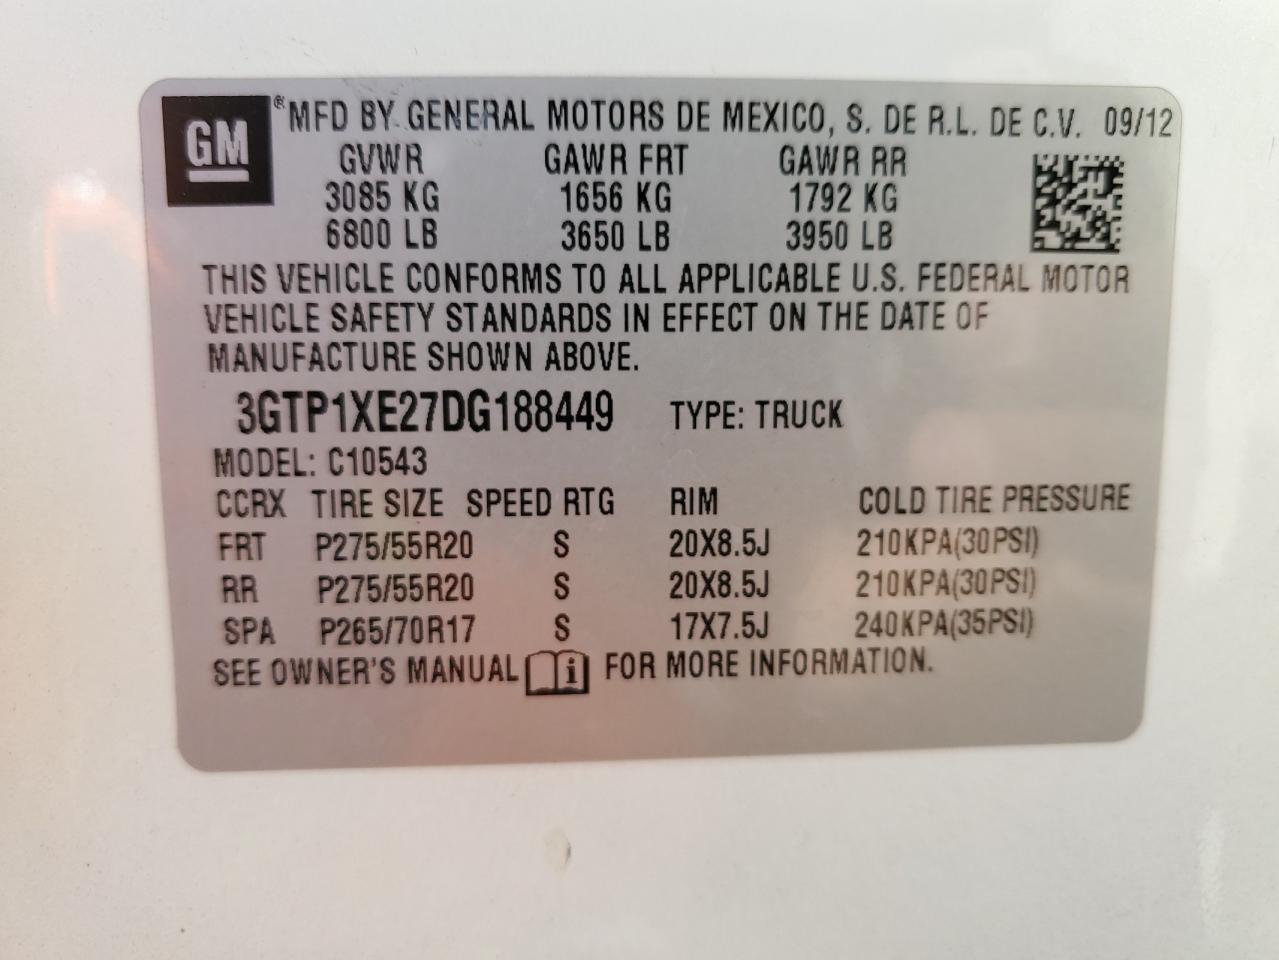 GM ® MFD BY GENERAL MOTORS DE MEXICO, S. DE R.L. DE C.V. 09/12
GVWR GAWR FRT GAWR RR
3085 KG 1656 KG 1792 KG
6800 LB 3650 LB 3950 LB
THIS VEHICLE CONFORMS TO ALL APPLICABLE U.S. FEDERAL MOTOR
VEHICLE SAFETY STANDARDS IN EFFECT ON THE DATE OF
MANUFACTURE SHOWN ABOVE.
3GTP1XE27DG188449 TYPE: TRUCK
MODEL: C10543
CCRX TIRE SIZE SPEED RTG RIM COLD TIRE PRESSURE
FRT P275/55R20 S 20X8.5J 210KPA(30PSI)
RR P275/55R20 S 20X8.5J 210KPA(30PSI)
SPA P265/70R17 S 17X7.5J 240KPA(35PSI)
SEE OWNER'S MANUAL i FOR MORE INFORMATION.